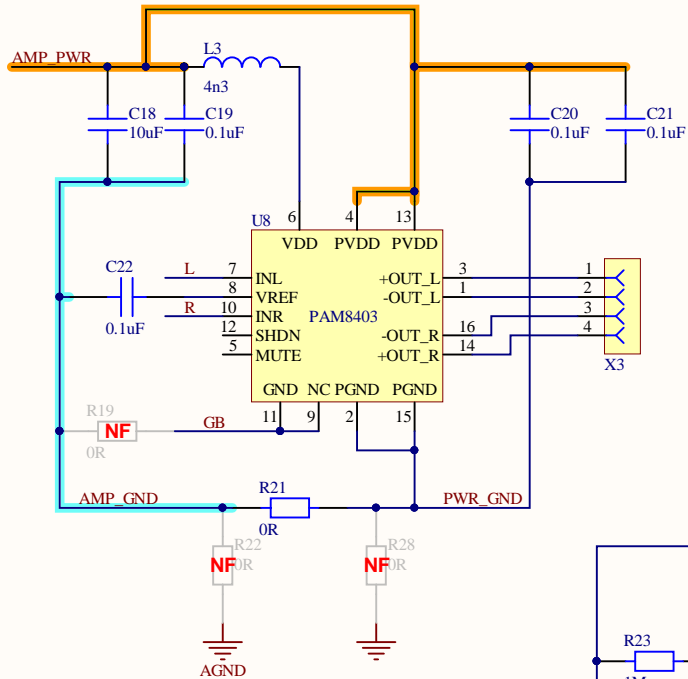 AMP_PWR
L3
4n3
C18
10uF
C19
0.1uF
C20
0.1uF
C21
0.1uF
U8
6
4
13
VDD
PVDD
PVDD
C22
0.1uF
L
7
INL
+OUT_L
3
1
8
VREF
-OUT_L
1
2
R
10
INR
PAM8403
3
12
SHDN
-OUT_R
16
4
5
MUTE
+OUT_R
14
X3
GND
NC
PGND
PGND
11
9
2
15
R19
NF
0R
GB
AMP_GND
R21
0R
PWR_GND
R22
NF
0R
R28
NF
0R
AGND
R23